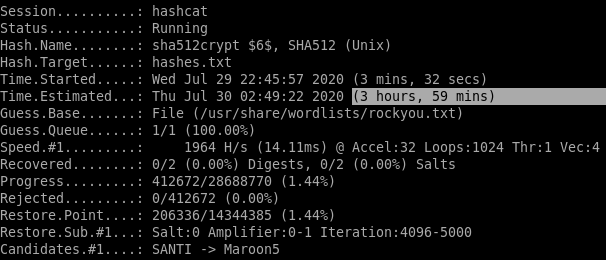 Session..........: hashcat
Status...........: Running
Hash.Name........: sha512crypt $6$, SHA512 (Unix)
Hash.Target......: hashes.txt
Time.Started.....: Wed Jul 29 22:45:57 2020 (3 mins, 32 secs)
Time.Estimated...: Thu Jul 30 02:49:22 2020 (3 hours, 59 mins)
Guess.Base.......: File (/usr/share/wordlists/rockyou.txt)
Guess.Queue......: 1/1 (100.00%)
Speed.#1.........:     1964 H/s (14.11ms) @ Accel:32 Loops:1024 Thr:1 Vec:4
Recovered........: 0/2 (0.00%) Digests, 0/2 (0.00%) Salts
Progress.........: 412672/28688770 (1.44%)
Rejected.........: 0/412672 (0.00%)
Restore.Point....: 206336/14344385 (1.44%)
Restore.Sub.#1...: Salt:0 Amplifier:0-1 Iteration:4096-5000
Candidates.#1....: SANTI -> Maroon5